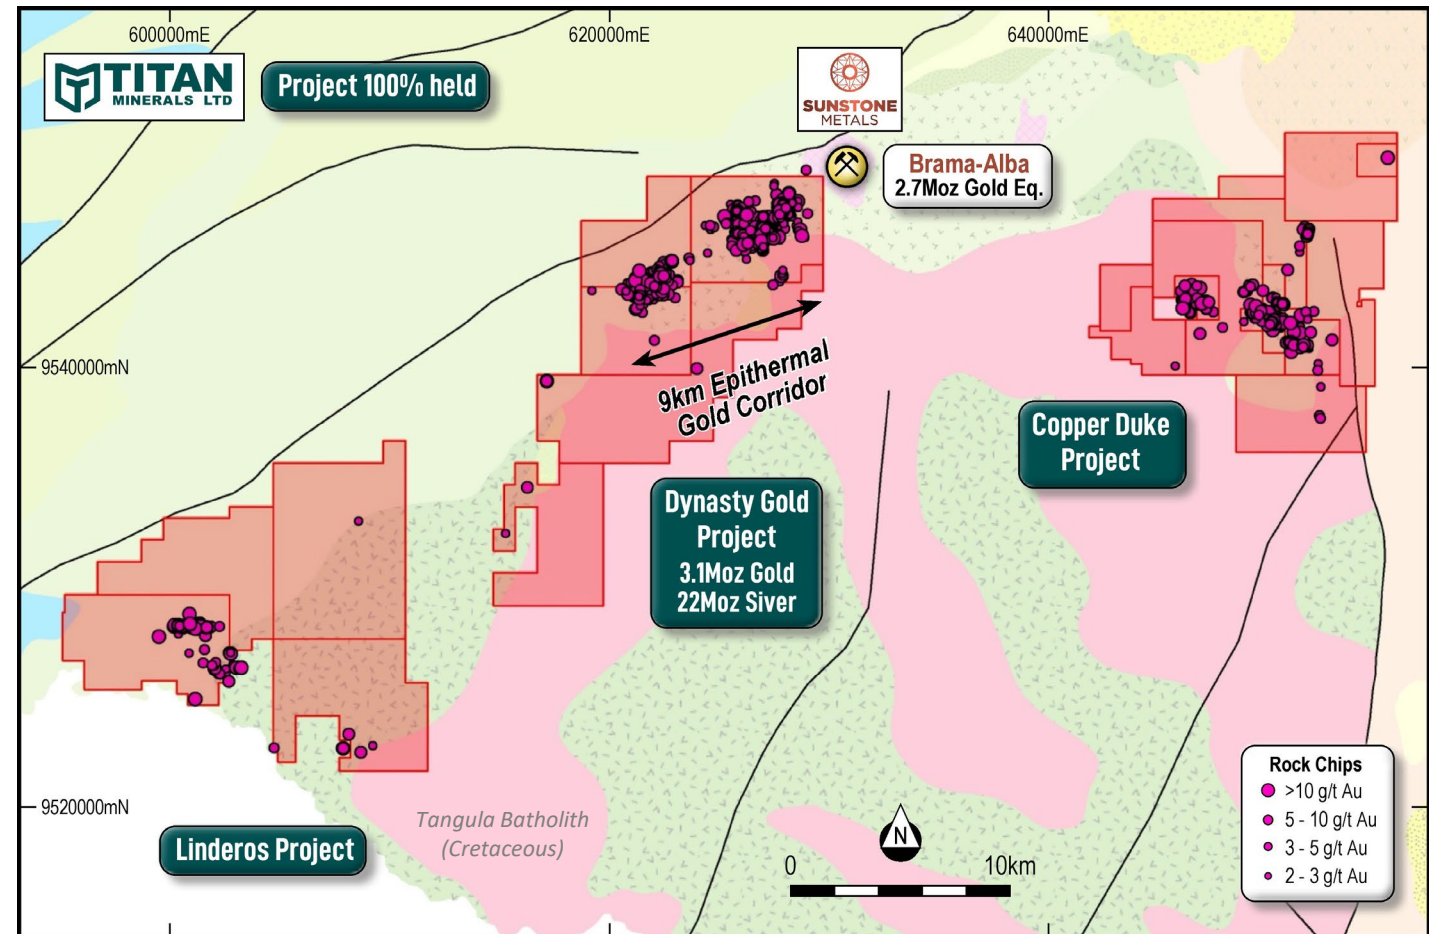 600000mE
620000mE
640000mE
TITAN
MINERALS LTD
Project 100% held
SUNSTONE
METALS
Brama-Alba
2.7Moz Gold Eq.
9540000mN
9km Epithermal
Gold Corridor
Copper Duke
Project
Dynasty Gold
Project
3.1Moz Gold
22Moz Siver
Rock Chips
>10 g/t Au
5 - 10 g/t Au
3 - 5 g/t Au
2 - 3 g/t Au
9520000mN
Tangula Batholith
(Cretaceous)
Linderos Project
N
0
10km